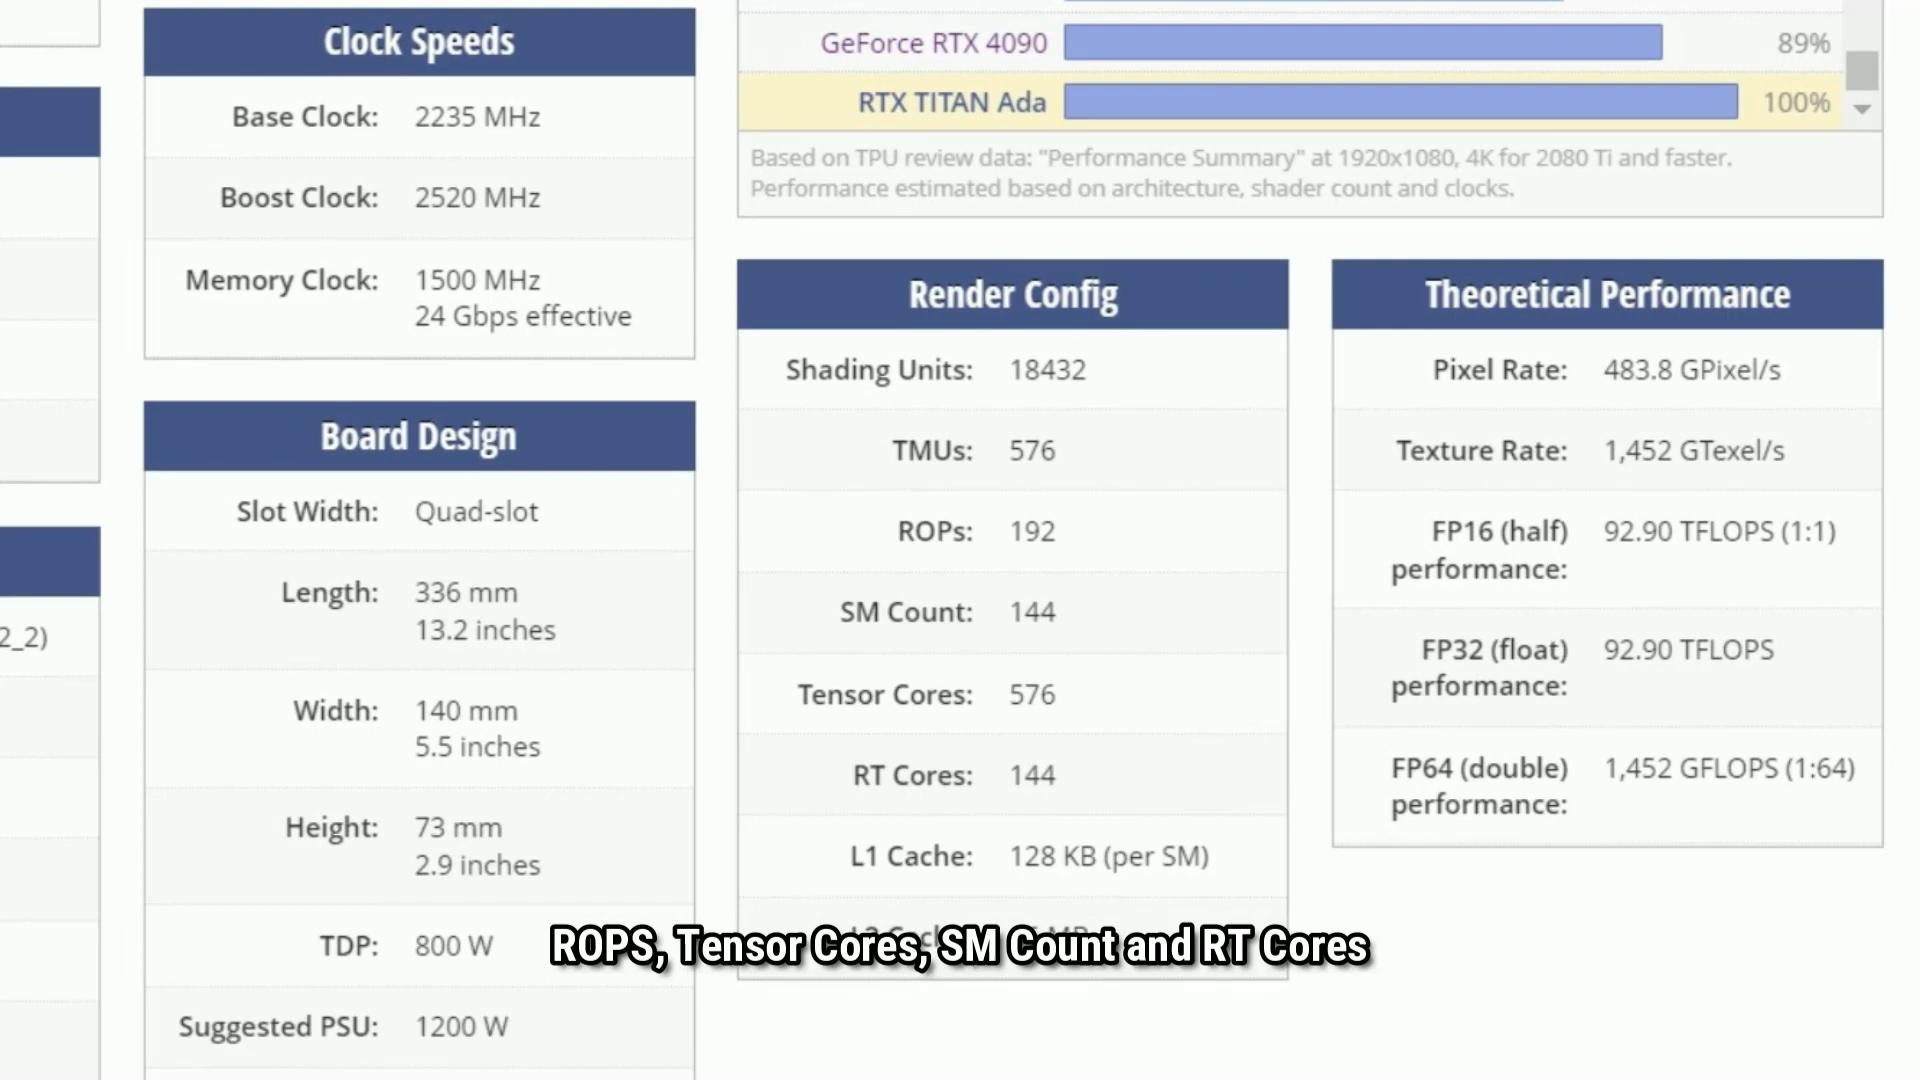 Clock Speeds
Base Clock: 2235 MHz
Boost Clock: 2520 MHz
Memory Clock: 1500 MHz
24 Gbps effective
Board Design
Slot Width: Quad-slot
Length: 336 mm
13.2 inches
Width: 140 mm
5.5 inches
Height: 73 mm
2.9 inches
TDP: 800 W
Suggested PSU: 1200 W
2_2)
GeForce RTX 4090 89%
RTX TITAN Ada 100%
Based on TPU review data: "Performance Summary" at 1920x1080, 4K for 2080 Ti and faster.
Performance estimated based on architecture, shader count and clocks.
Render Config
Shading Units: 18432
TMUs: 576
ROPs: 192
SM Count: 144
Tensor Cores: 576
RT Cores: 144
L1 Cache: 128 KB (per SM)
Theoretical Performance
Pixel Rate: 483.8 GPixel/s
Texture Rate: 1,452 GTexel/s
FP16 (half) 92.90 TFLOPS (1:1)
performance:
FP32 (float) 92.90 TFLOPS
performance:
FP64 (double) 1,452 GFLOPS (1:64)
performance:
ROPS, Tensor Cores, SM Count and RT Cores